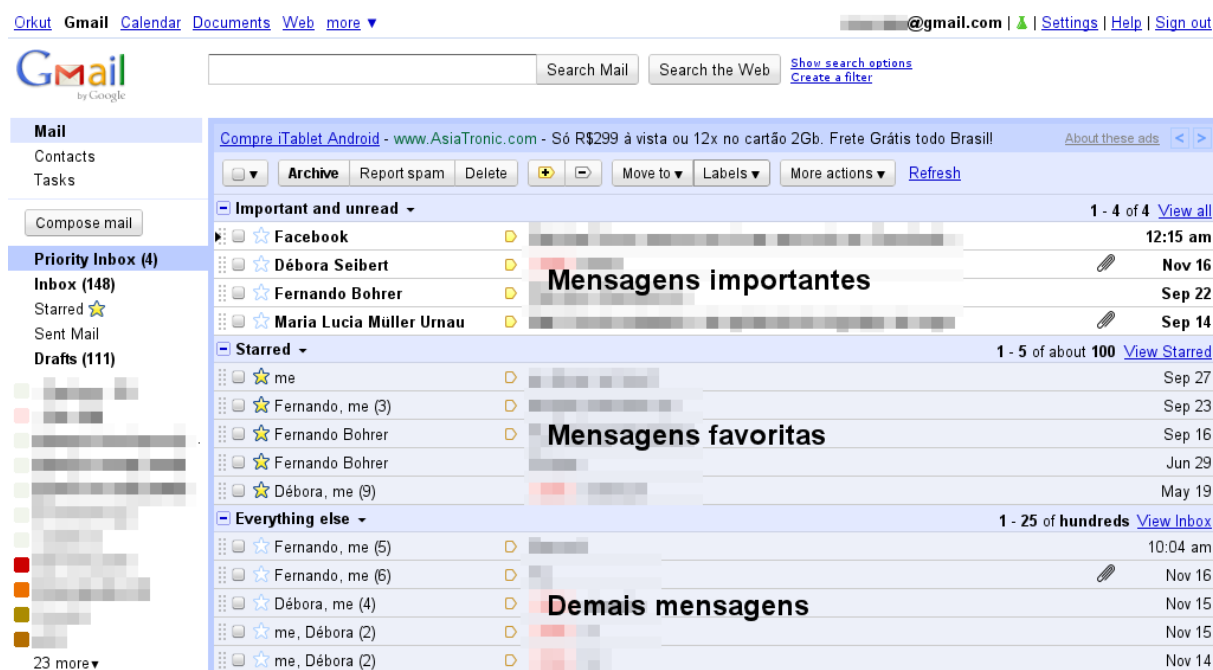 Orkut Gmail Calendar Documents Web more ▼
@gmail.com | Settings | Help | Sign out
Gmail
by Google
Search Mail Search the Web Show search options
Create a filter
Mail
Contacts
Tasks
Compose mail
Priority Inbox (4)
Inbox (148)
Starred
Sent Mail
Drafts (111)
23 more▼
Compre iTablet Android - www.AsiaTronic.com - Só R$299 à vista ou 12x no cartão 2Gb. Frete Grátis todo Brasil! About these ads < >
Archive Report spam Delete Move to ▼ Labels ▼ More actions ▼ Refresh
Important and unread 1 - 4 of 4 View all
Facebook 12:15 am
Débora Seibert Nov 16
Mensagens importantes
Fernando Bohrer Sep 22
Maria Lucia Müller Urnau Sep 14
Starred 1 - 5 of about 100 View Starred
me Sep 27
Fernando, me (3) Sep 23
Fernando Bohrer Mensagens favoritas Sep 16
Fernando Bohrer Jun 29
Débora, me (9) May 19
Everything else 1 - 25 of hundreds View Inbox
Fernando, me (5) 10:04 am
Fernando, me (6) Nov 16
Débora, me (4) Demais mensagens Nov 15
me, Débora (2) Nov 15
me, Débora (2) Nov 14